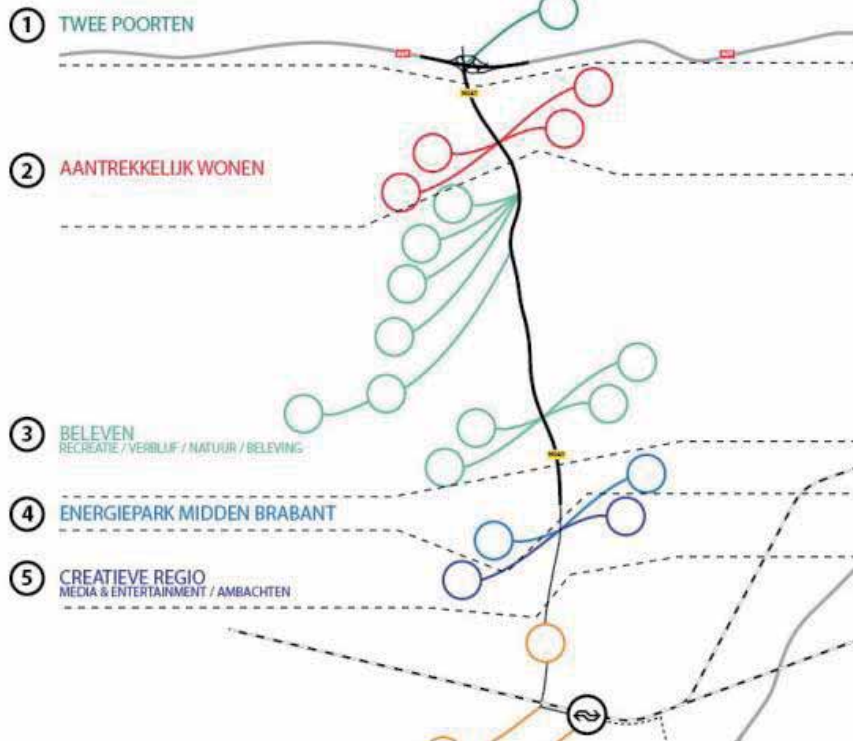 1 TWEE POORTEN
2 AANTREKKELIJK WONEN
3 BELEVEN
RECREATIE / VERBLIJF / NATUUR / BELEVING
4 ENERGIEPARK MIDDEN BRABANT
5 CREATIEVE REGIO
MEDIA & ENTERTAINMENT / AMBACHTEN